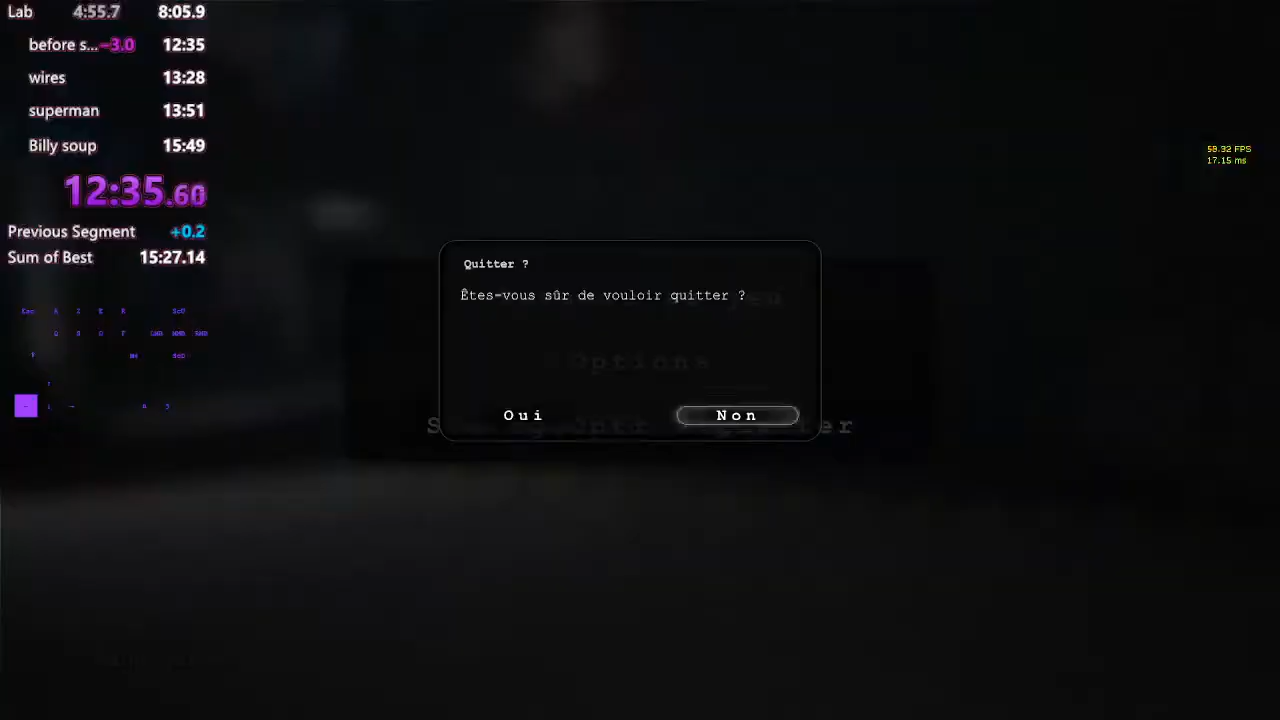 Lab 4:55.7 8:05.9
before s... -3.0 12:35
wires 13:28
superman 13:51
Billy soup 15:49
12:35.60
Previous Segment +0.2
Sum of Best 15:27.14
59.32 FPS
17.15 ms
Quitter ?
Êtes-vous sûr de vouloir quitter ?
Options
Oui Non